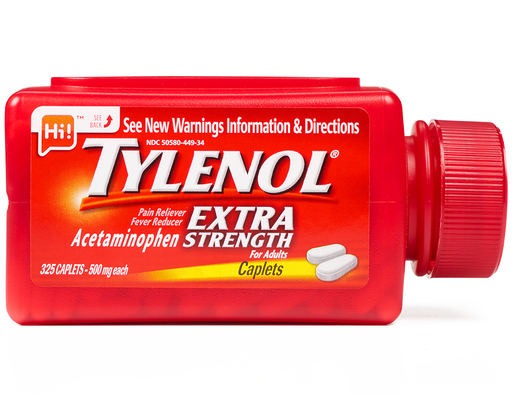 Hi!™
SEE
BACK
See New Warnings Information & Directions
NDC 50580-449-34
TYLENOL®
Pain Reliever
Fever Reducer
Acetaminophen
EXTRA
STRENGTH
For Adults
325 CAPLETS - 500 mg each
Caplets